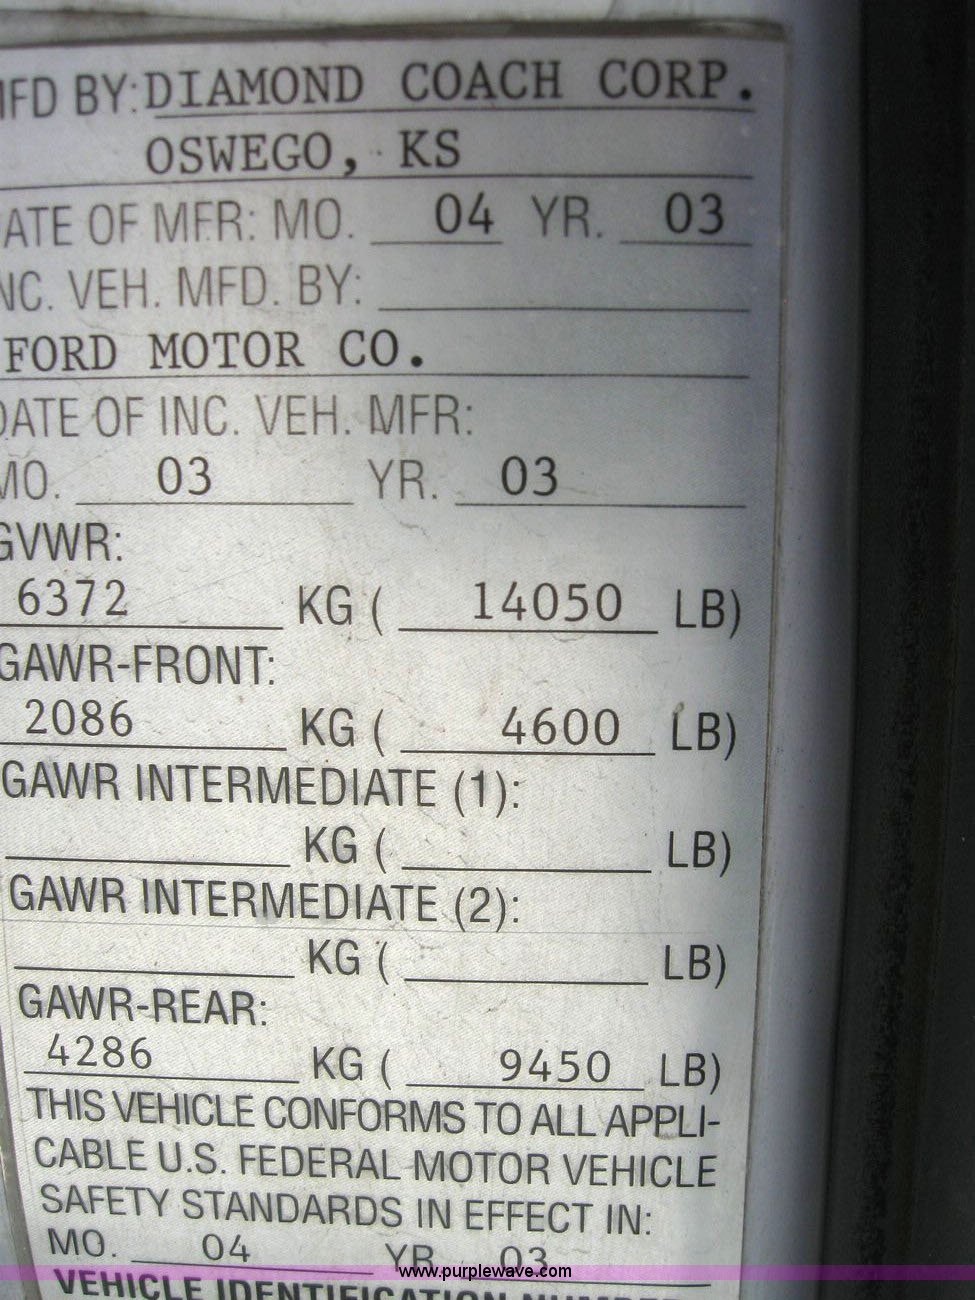 MFD BY: DIAMOND COACH CORP.
OSWEGO, KS
DATE OF MFR: MO. 04 YR. 03
INC. VEH. MFD. BY:
FORD MOTOR CO.
DATE OF INC. VEH. MFR:
MO. 03 YR. 03
GVWR:
6372 KG ( 14050 LB)
GAWR-FRONT:
2086 KG ( 4600 LB)
GAWR INTERMEDIATE (1):
KG ( LB)
GAWR INTERMEDIATE (2):
KG ( LB)
GAWR-REAR:
4286 KG ( 9450 LB)
THIS VEHICLE CONFORMS TO ALL APPLI-
CABLE U.S. FEDERAL MOTOR VEHICLE
SAFETY STANDARDS IN EFFECT IN:
MO. 04 YR. 03
www.purplewave.com
VEHICLE IDENTIFICATION NUMBER